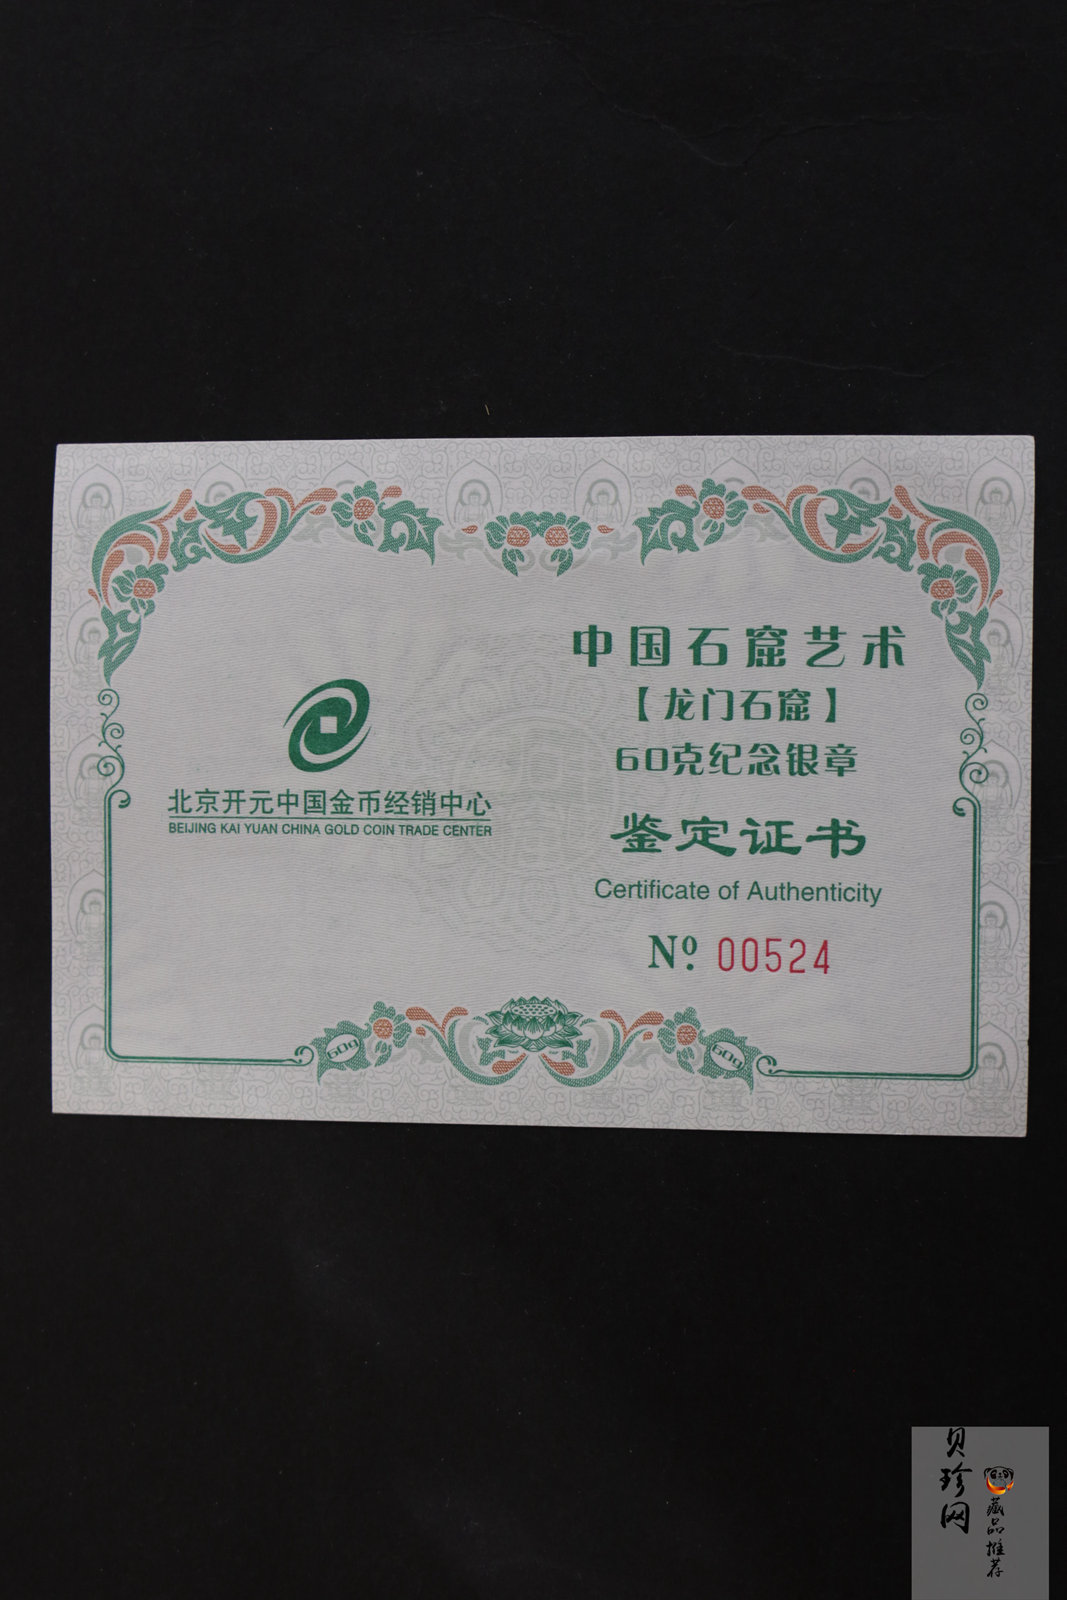 中国石窟艺术
【龙门石窟】
60克纪念银章
鉴定证书
Certificate of Authenticity
Nº. 00524
北京开元中国金币经销中心
BEIJING KAI YUAN CHINA GOLD COIN TRADE CENTER
60g
60g
贝珍网
藏品推荐